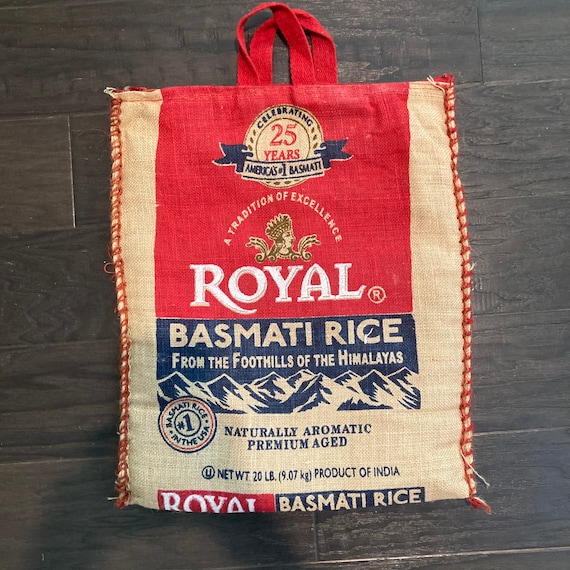 CELEBRATING
25
YEARS
AMERICA'S #1 BASMATI
A TRADITION OF EXCELLENCE
ROYAL ®
BASMATI RICE
FROM THE FOOTHILLS OF THE HIMALAYAS
BASMATI RICE
#1
IN THE USA
NATURALLY AROMATIC
PREMIUM AGED
U NET WT. 20 LB. (9.07 kg) PRODUCT OF INDIA
ROYAL BASMATI RICE